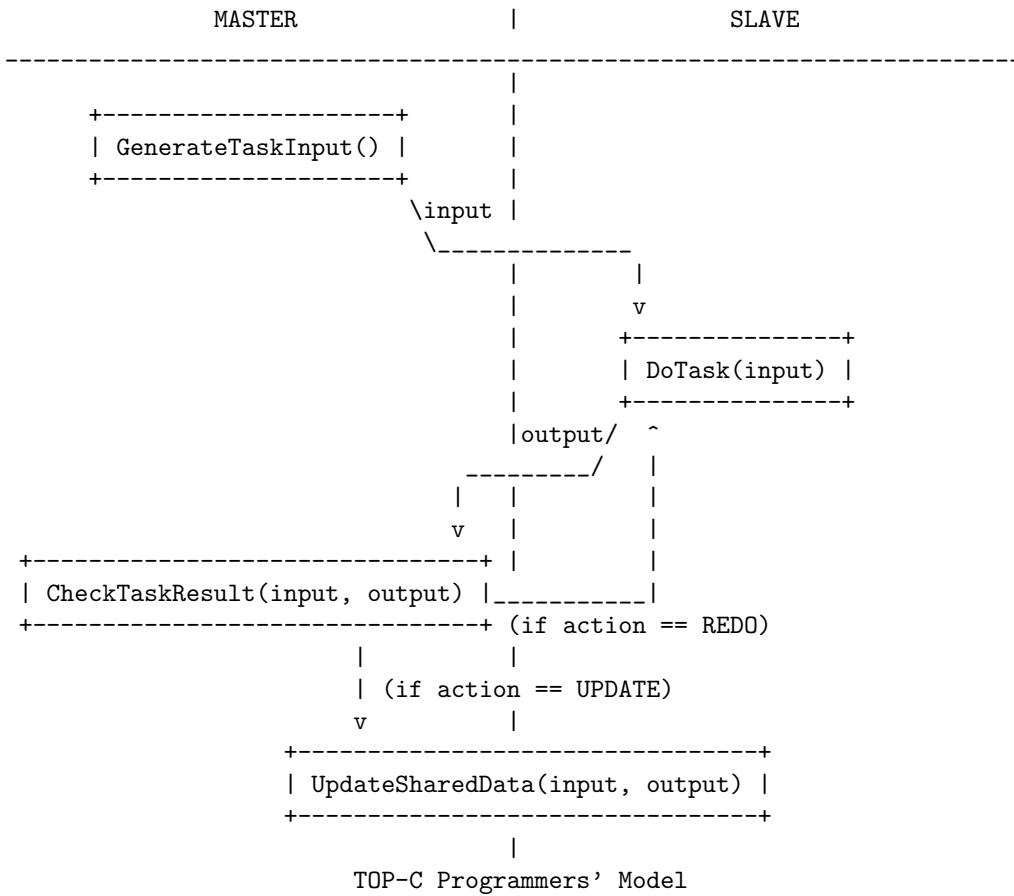 MASTER | SLAVE
GenerateTaskInput()
input
DoTask(input)
output
CheckTaskResult(input, output)
(if action == REDO)
(if action == UPDATE)
UpdateSharedData(input, output)
TOP-C Programmers' Model